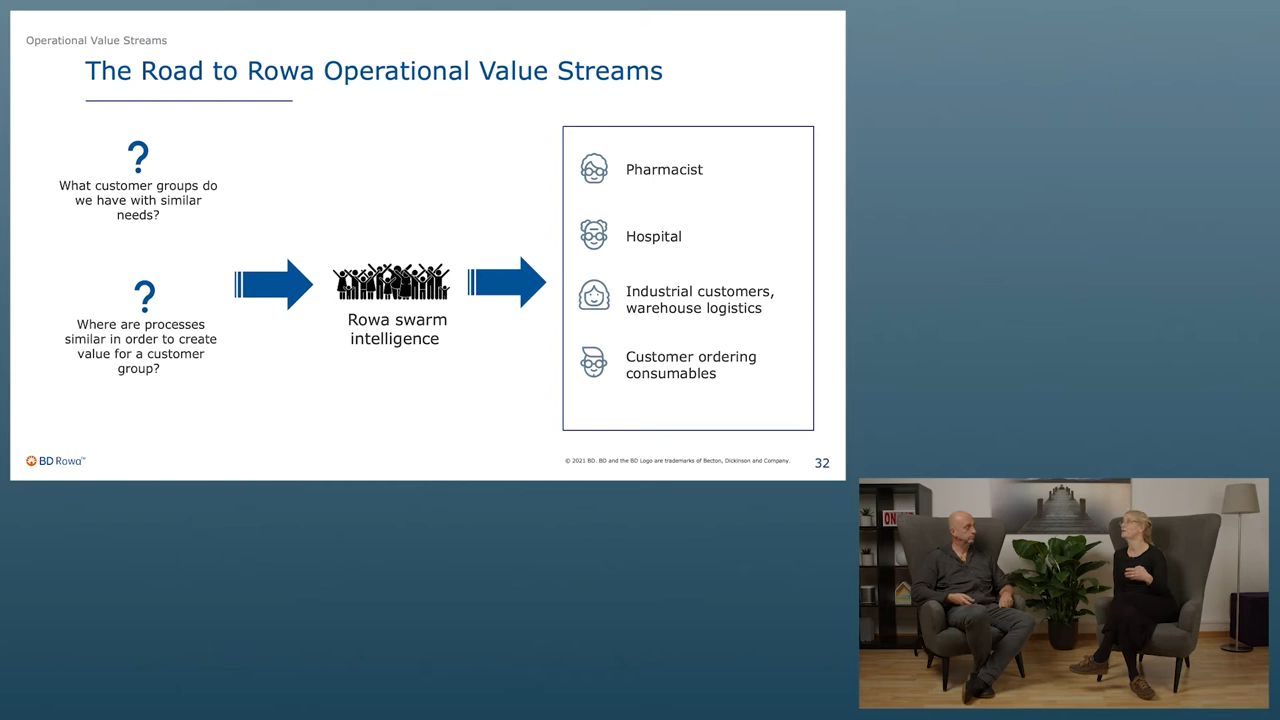 Operational Value Streams
The Road to Rowa Operational Value Streams
?
What customer groups do
we have with similar
needs?
?
Where are processes
similar in order to create
value for a customer
group?
Rowa swarm
intelligence
Pharmacist
Hospital
Industrial customers,
warehouse logistics
Customer ordering
consumables
BD Rowa™
© 2021 BD. BD and the BD Logo are trademarks of Becton, Dickinson and Company.
32